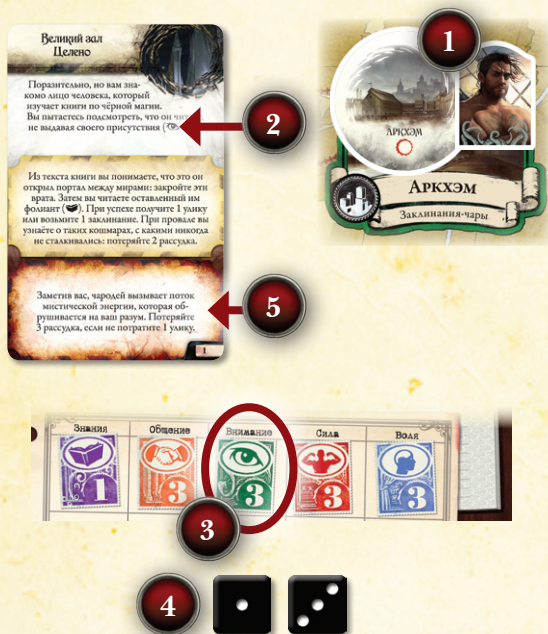 Великий зал
Целено
Поразительно, но вам зна-
комо лицо человека, который
изучает книги по чёрной магии.
Вы пытаетесь подсмотреть, что он
не выдавая своего присутствия (
Из текста книги вы понимаете, что это он
открыл портал между мирами: закройте эти
врата. Затем вы читаете оставленный им
фолиант ( ). При успехе получите 1 улику
или возьмите 1 заклинание. При провале вы
узнаёте о таких кошмарах, с какими никогда
не сталкивались: потеряйте 2 рассудка.
Заметив вас, чародей вызывает поток
мистической энергии, которая об-
рушивается на ваш разум. Потеряйте
3 рассудка, если не потратите 1 улику.
1
2
5
1
АРКХЭМ
Аркхэм
Заклинания-чары
Знания Общение Внимание Сила Воля
1 3 3 3 3
3
4